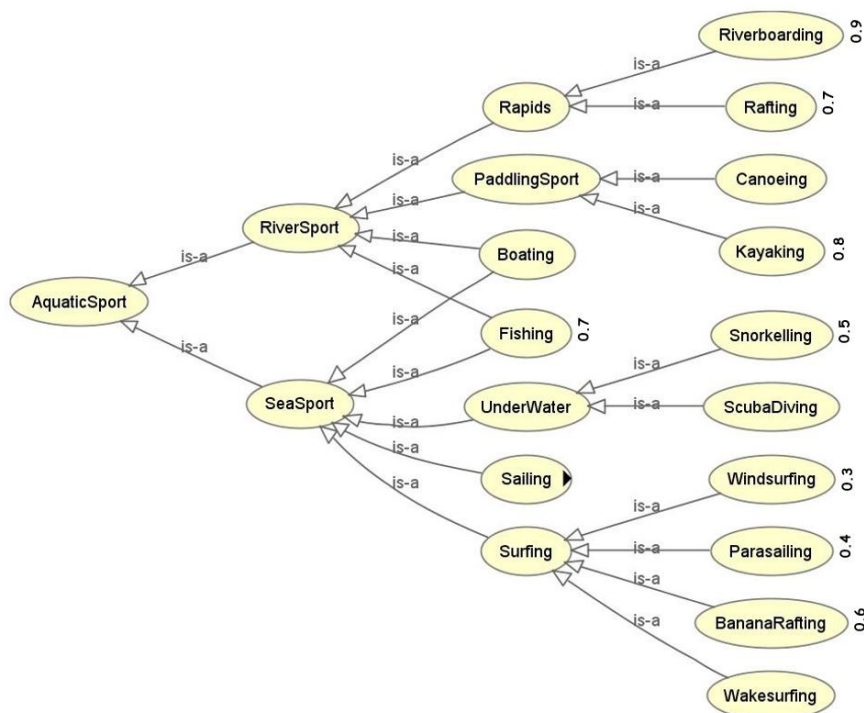 Riverboarding
0.9
is-a
Rapids
is-a
Rafting
0.7
is-a
PaddlingSport
is-a
Canoeing
is-a
is-a
RiverSport
is-a
Boating
Kayaking
0.8
is-a
is-a
AquaticSport
is-a
is-a
Fishing
0.7
Snorkelling
0.5
is-a
is-a
SeaSport
is-a
UnderWater
is-a
ScubaDiving
is-a
Sailing
Windsurfing
0.3
is-a
is-a
Surfing
is-a
Parasailing
0.4
is-a
BananaRafting
0.6
is-a
Wakesurfing